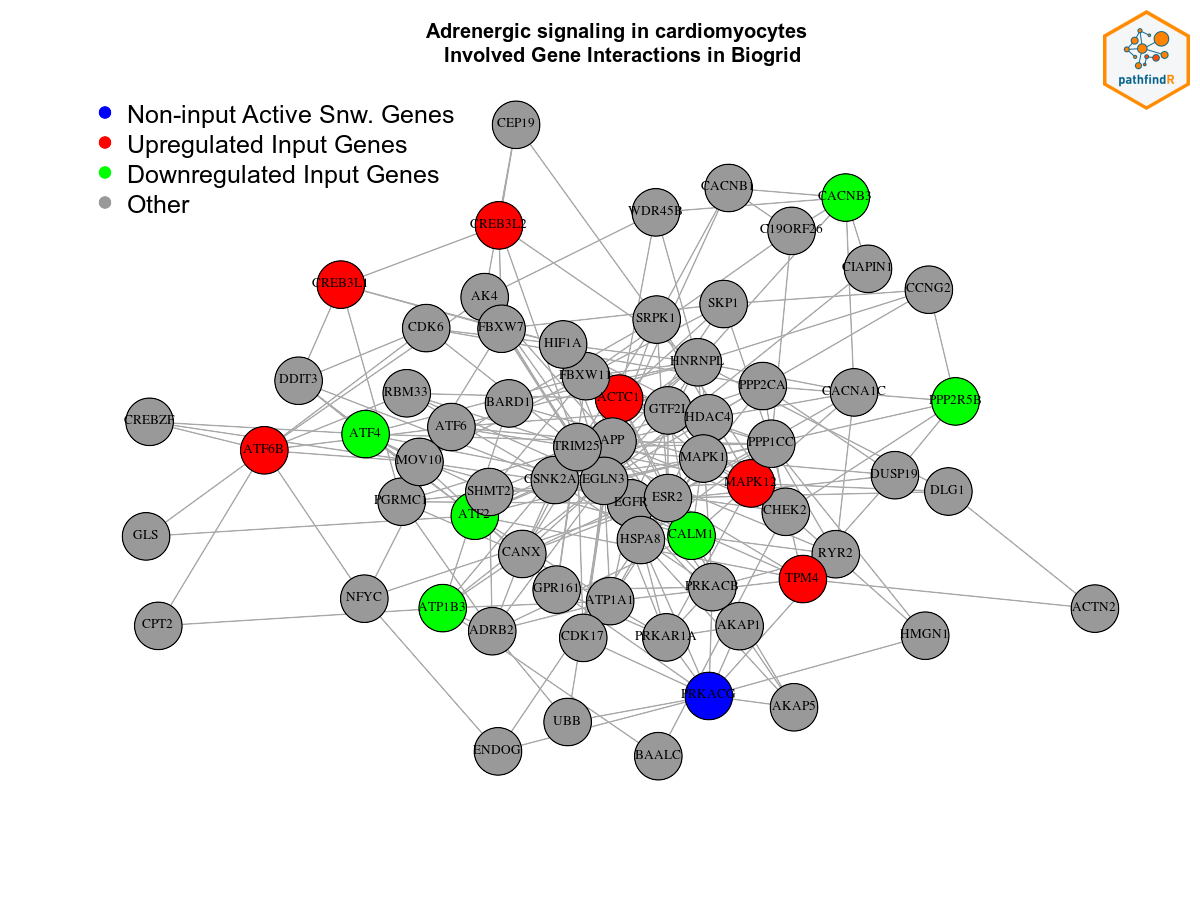 Adrenergic signaling in cardiomyocytes
Involved Gene Interactions in Biogrid
pathfindR
Non-input Active Snw. Genes
Upregulated Input Genes
Downregulated Input Genes
Other
CEP19
CACNB1
CACNB3
WDR45B
CREB3L2
C19ORF26
CIAPIN1
CREB3L1
CCNG2
AK4
SKP1
SRPK1
CDK6
FBXW7
HIF1A
HNRNPL
FBXW11
DDIT3
PPP2CA
RBM33
CACNA1C
ACTC1
PPP2R5B
BARD1
GTF2I
CREBZF
HDAC4
ATF6
ATF4
APP
PPP1CC
TRIM25
ATF6B
MAPK1
MOV10
DUSP19
CSNK2A1
EGLN3
MAPK12
DLG1
SHMT2
PGRMC1
EGFR
ESR2
CHEK2
ATF2
GLS
CALM1
HSPA8
CANX
RYR2
TPM4
PRKACB
GPR161
NFYC
ATP1A1
ATP1B3
ACTN2
CPT2
AKAP1
ADRB2
CDK17
PRKAR1A
HMGN1
PRKACG
AKAP5
UBB
ENDOG
BAALC